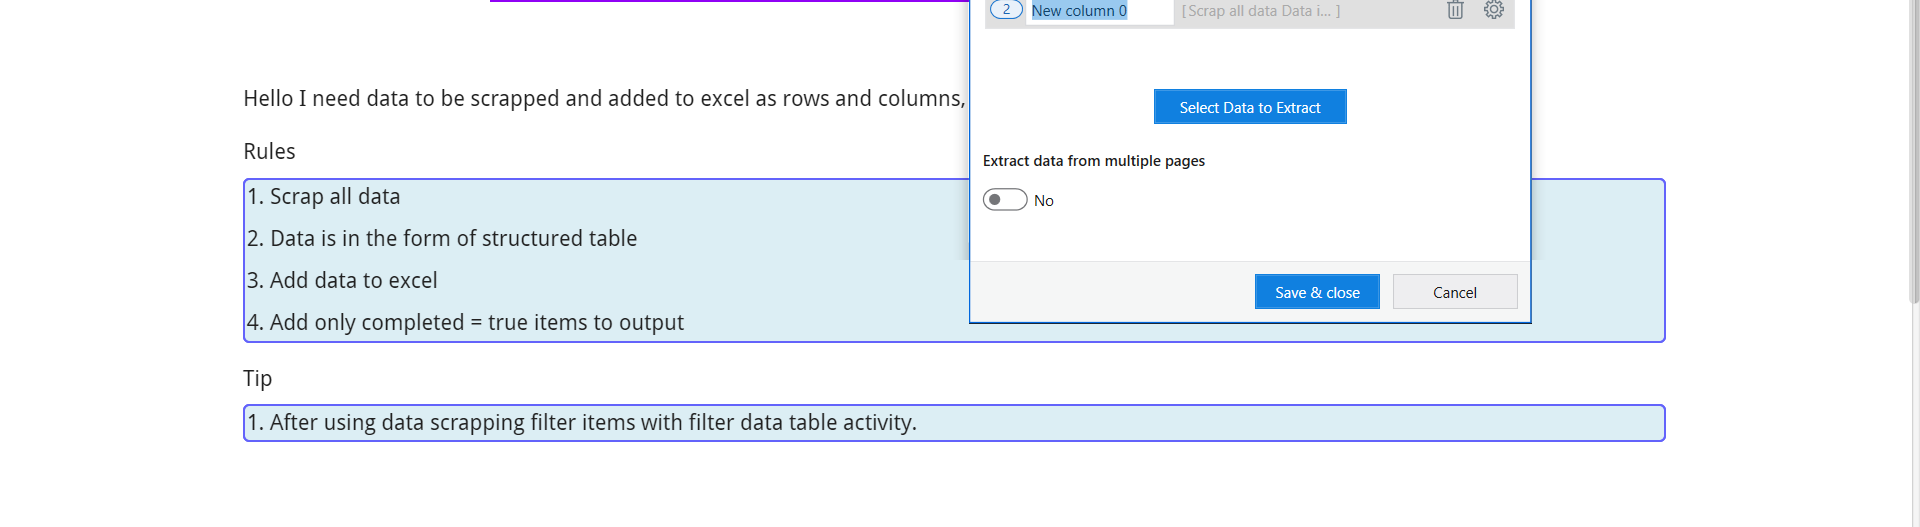 2 New column 0 [ Scrap all data Data i... ]
Hello I need data to be scrapped and added to excel as rows and columns,
Select Data to Extract
Rules
Extract data from multiple pages
No
1. Scrap all data
2. Data is in the form of structured table
3. Add data to excel
Save & close Cancel
4. Add only completed = true items to output
Tip
1. After using data scrapping filter items with filter data table activity.